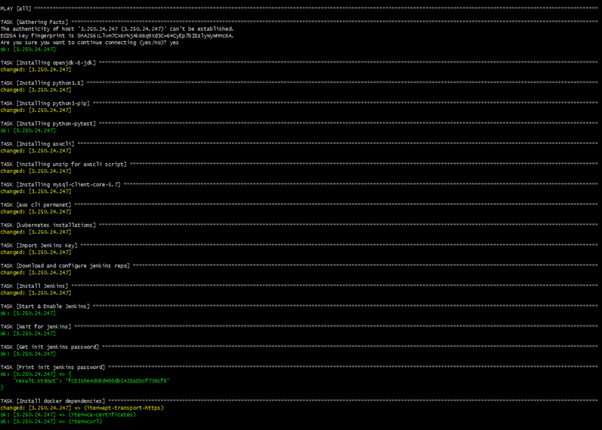 PLAY [all] ****
TASK [Gathering Facts] ****
The authenticity of host '3.250.24.247 (3.250.24.247)' can't be established.
ECDSA key fingerprint is
Are you sure you want to continue connecting (yes/no)? yes
ok: [3.250.24.247]
TASK [Installing openjdk-8-jdk] ****
changed: [3.250.24.247]
TASK [Installing python3.8] ****
changed: [3.250.24.247]
TASK [Installing python3-pip] ****
changed: [3.250.24.247]
TASK [Installing python-pytest] ****
ok: [3.250.24.247]
TASK [Installing awscli] ****
changed: [3.250.24.247]
TASK [installing unzip for awscli script] ****
changed: [3.250.24.247]
TASK [Installing mysql-client-core-5.7] ****
changed: [3.250.24.247]
TASK [aws cli permanet] ****
changed: [3.250.24.247]
TASK [kubernetes installations] ****
changed: [3.250.24.247]
TASK [Import Jenkins Key] ****
changed: [3.250.24.247]
TASK [Download and configure jenkins repo] ****
changed: [3.250.24.247]
TASK [Install Jenkins] ****
changed: [3.250.24.247]
TASK [Start & Enable Jenkins] ****
ok: [3.250.24.247]
TASK [Wait for jenkins] ****
ok: [3.250.24.247]
TASK [Get init jenkins password] ****
ok: [3.250.24.247]
TASK [Print init jenkins password] ****
ok: [3.250.24.247] => {
"result.stdout":
}
TASK [Install docker dependencies] ****
changed: [3.250.24.247] => (item=apt-transport-https)
ok: [3.250.24.247] => (item=ca-certificates)
ok: [3.250.24.247] => (item=curl)